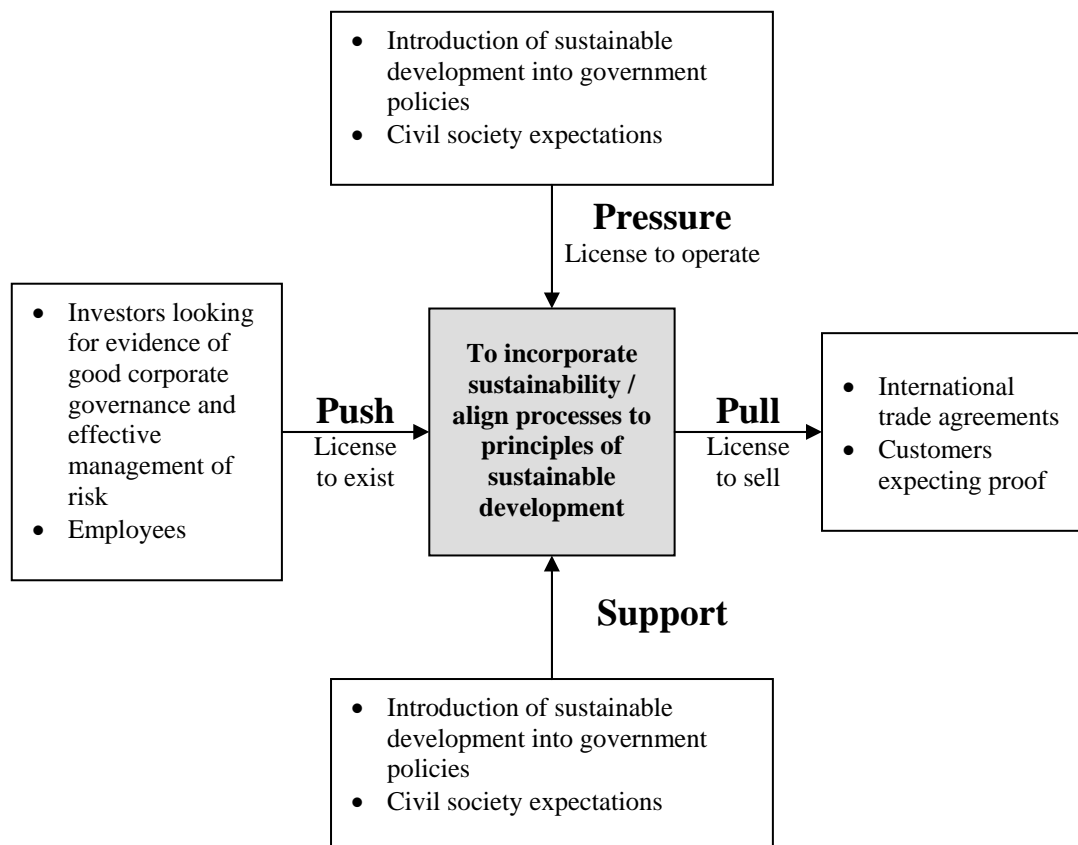 • Introduction of sustainable
development into government
policies
• Civil society expectations
Pressure
License to operate
• Investors looking
for evidence of
good corporate
governance and
effective
management of
risk
• Employees
Push
License
to exist
To incorporate
sustainability /
align processes to
principles of
sustainable
development
Pull
License
to sell
• International
trade agreements
• Customers
expecting proof
Support
• Introduction of sustainable
development into government
policies
• Civil society expectations